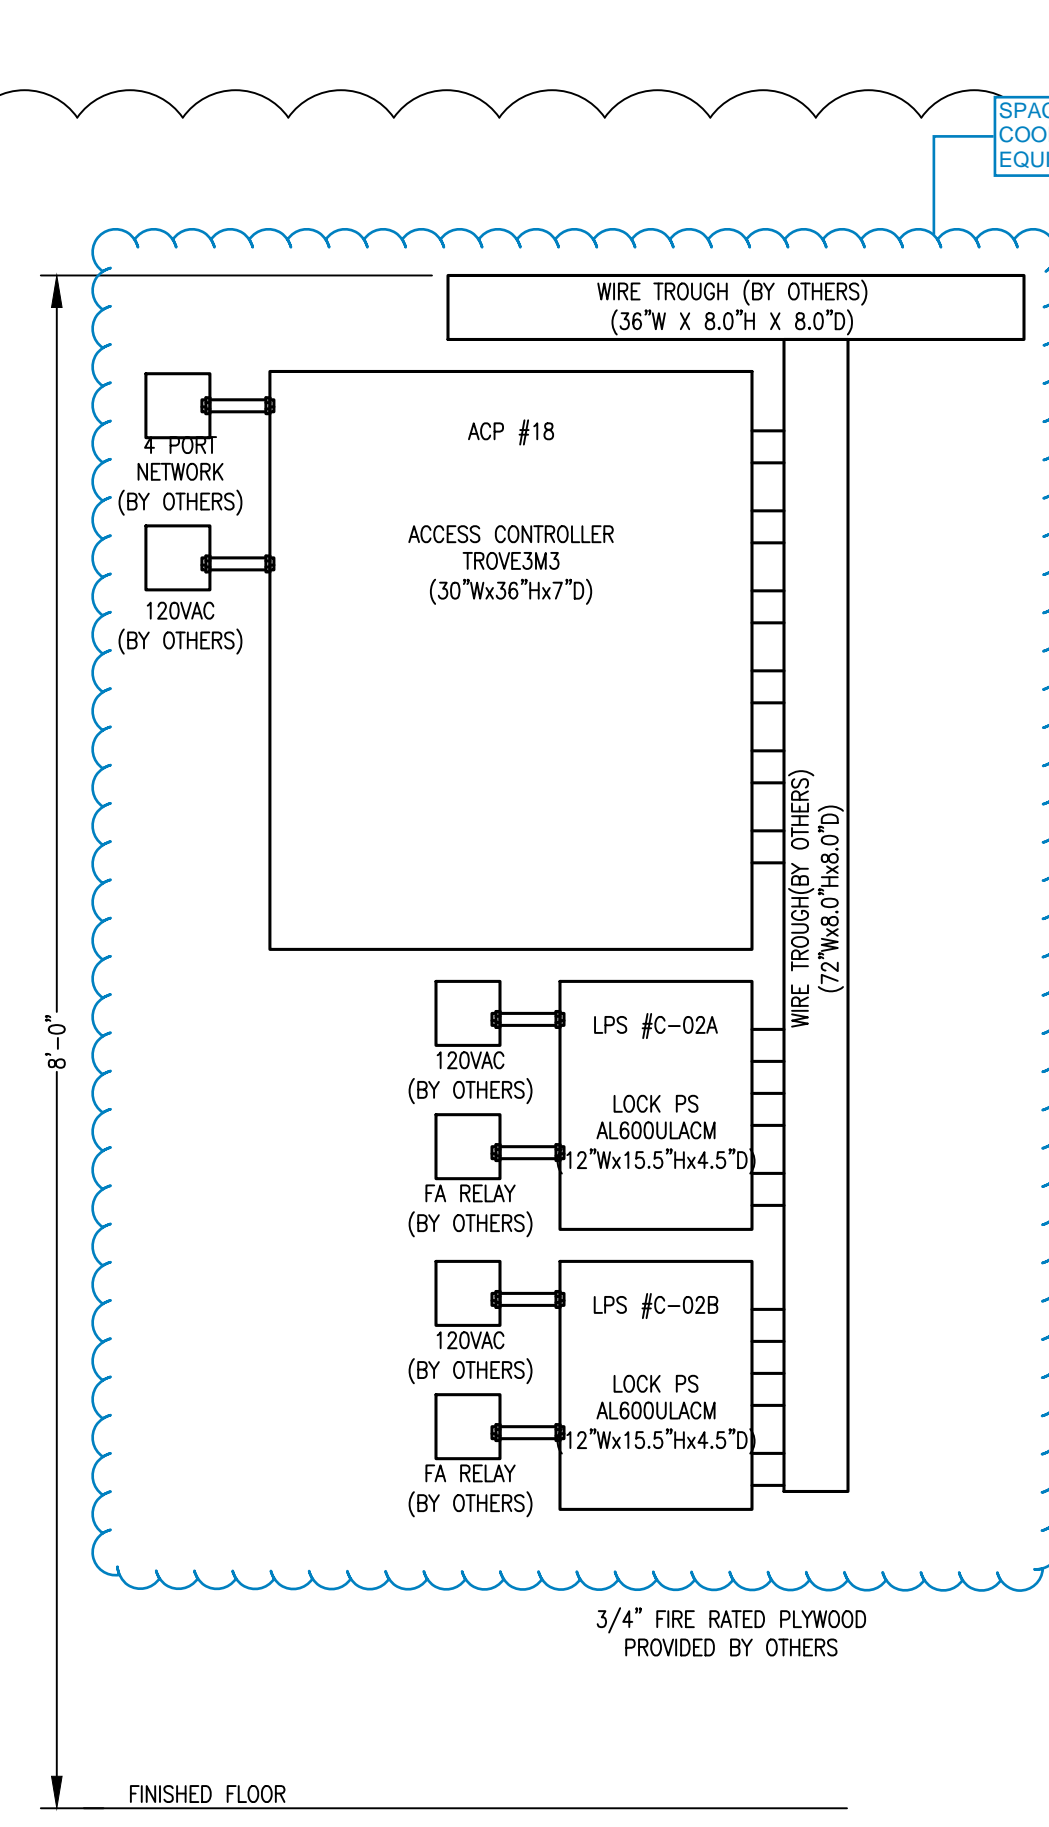 SPAC
COO
EQUI
WIRE TROUGH (BY OTHERS)
(36"W X 8.0"H X 8.0"D)
4 PORT
NETWORK
(BY OTHERS)
120VAC
(BY OTHERS)
ACP #18
ACCESS CONTROLLER
TROVE3M3
(30"Wx36"Hx7"D)
WIRE TROUGH(BY OTHERS)
(72"Wx8.0"Hx8.0"D)
8'-0"
120VAC
(BY OTHERS)
FA RELAY
(BY OTHERS)
LPS #C-02A
LOCK PS
AL600ULACM
(12"Wx15.5"Hx4.5"D)
120VAC
(BY OTHERS)
FA RELAY
(BY OTHERS)
LPS #C-02B
LOCK PS
AL600ULACM
(12"Wx15.5"Hx4.5"D)
3/4" FIRE RATED PLYWOOD
PROVIDED BY OTHERS
FINISHED FLOOR